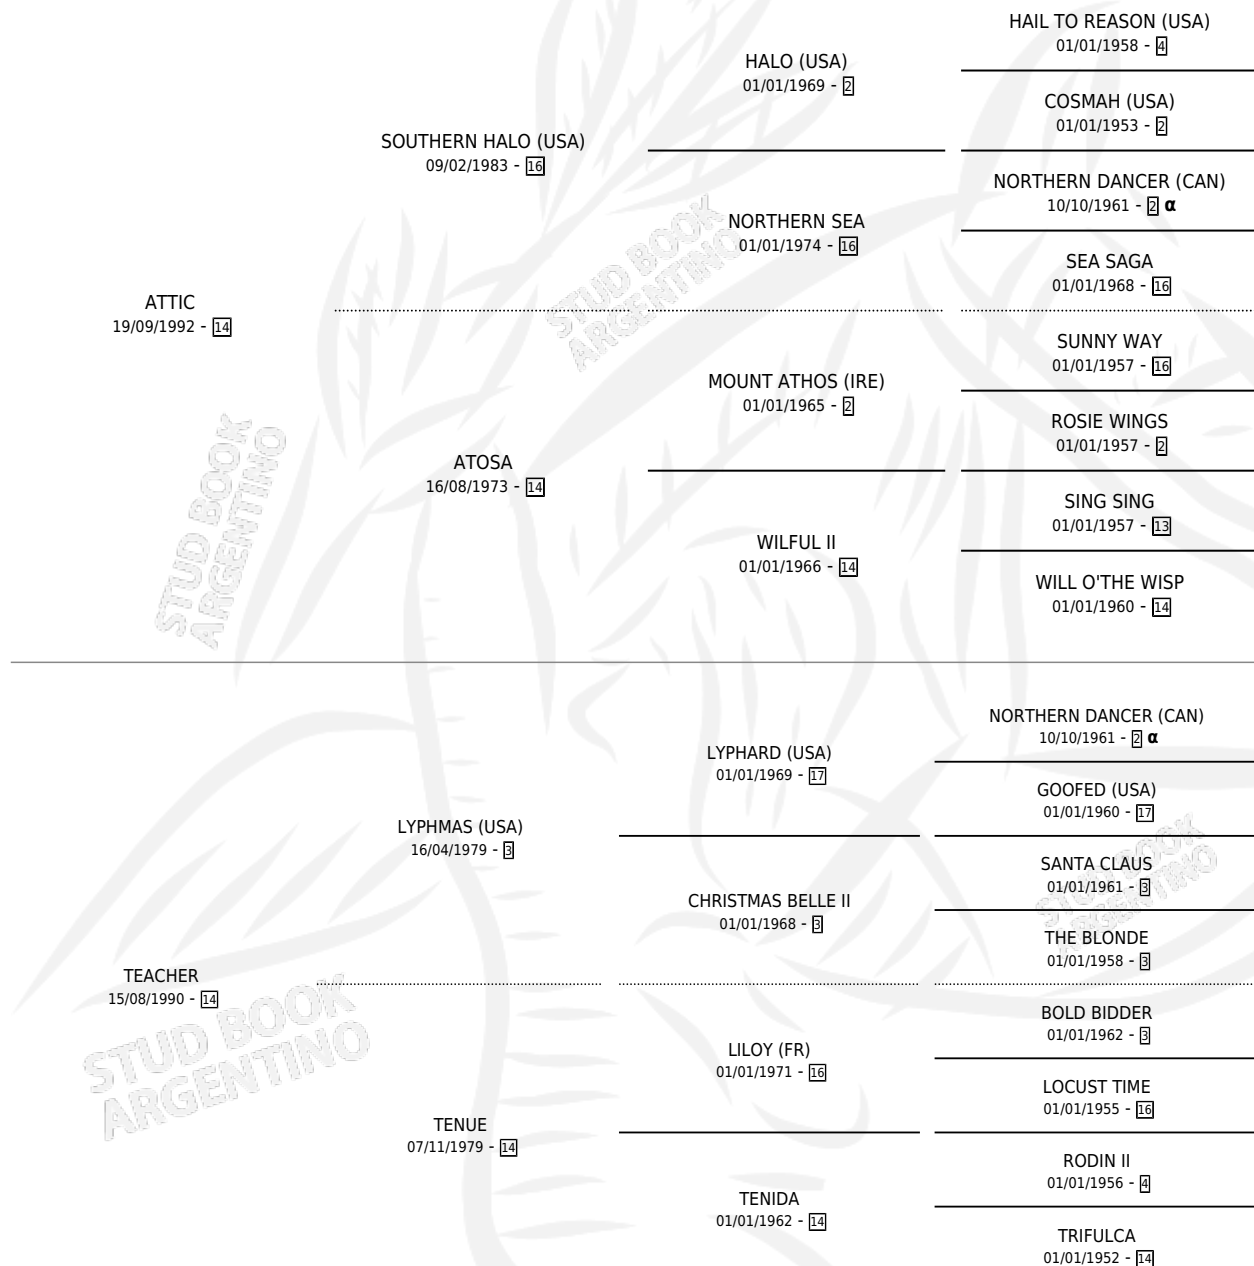 HAIL TO REASON (USA)
01/01/1958 - 4
HALO (USA)
01/01/1969 - 2
COSMAH (USA)
01/01/1953 - 2
SOUTHERN HALO (USA)
09/02/1983 - 16
NORTHERN DANCER (CAN)
10/10/1961 - 2 α
NORTHERN SEA
01/01/1974 - 16
SEA SAGA
01/01/1968 - 16
ATTIC
19/09/1992 - 14
SUNNY WAY
01/01/1957 - 16
MOUNT ATHOS (IRE)
01/01/1965 - 2
ROSIE WINGS
01/01/1957 - 2
ATOSA
16/08/1973 - 14
SING SING
01/01/1957 - 13
WILFUL II
01/01/1966 - 14
WILL O'THE WISP
01/01/1960 - 14
NORTHERN DANCER (CAN)
10/10/1961 - 2 α
LYPHARD (USA)
01/01/1969 - 17
GOOFED (USA)
01/01/1960 - 17
LYPHMAS (USA)
16/04/1979 - 3
SANTA CLAUS
01/01/1961 - 3
CHRISTMAS BELLE II
01/01/1968 - 3
THE BLONDE
01/01/1958 - 3
TEACHER
15/08/1990 - 14
BOLD BIDDER
01/01/1962 - 3
LILOY (FR)
01/01/1971 - 16
LOCUST TIME
01/01/1955 - 16
TENUE
07/11/1979 - 14
RODIN II
01/01/1956 - 4
TENIDA
01/01/1962 - 14
TRIFULCA
01/01/1952 - 14
STUD BOOK
ARGENTINO
STUD BOOK
ARGENTINO
STUD BOOK
ARGENTINO
STUD BOOK
ARGENTINO